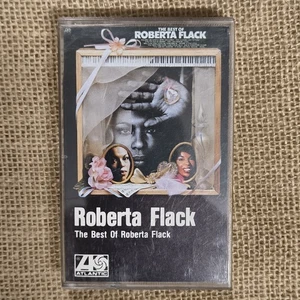 THE BEST OF
ROBERTA FLACK
Roberta Flack
The Best Of Roberta Flack
ATLANTIC